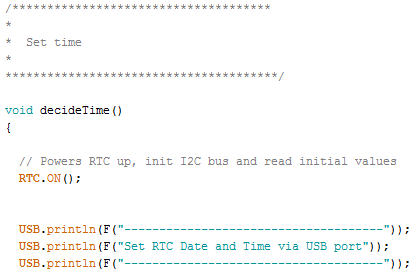 /*************************************
*
*  Set time
*
***************************************/
void decideTime()
{
// Powers RTC up, init I2C bus and read initial values
RTC.ON();
USB.println(F("-------------------------------------"));
USB.println(F("Set RTC Date and Time via USB port"));
USB.println(F("-------------------------------------"));